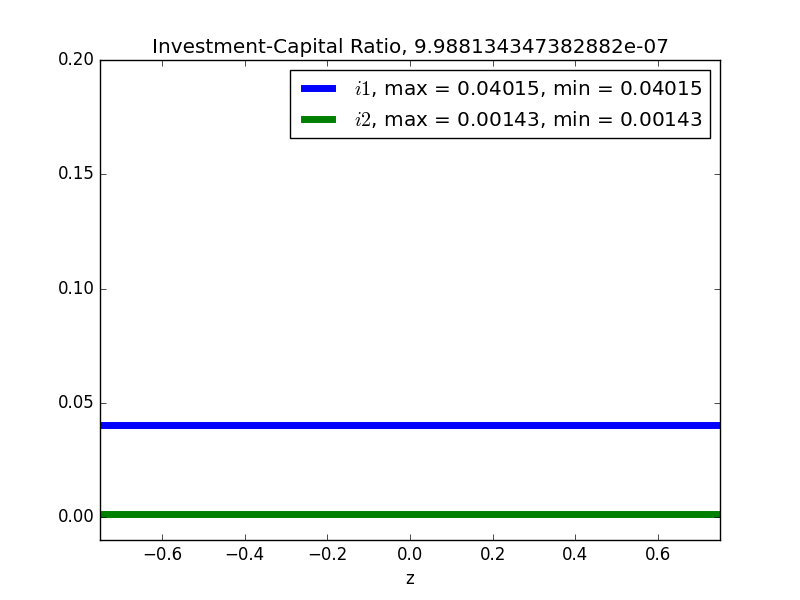 Investment-Capital Ratio, 9.988134347382882e-07
i1, max = 0.04015, min = 0.04015
i2, max = 0.00143, min = 0.00143
0.20
0.15
0.10
0.05
0.00
−0.6 −0.4 −0.2 0.0 0.2 0.4 0.6
z